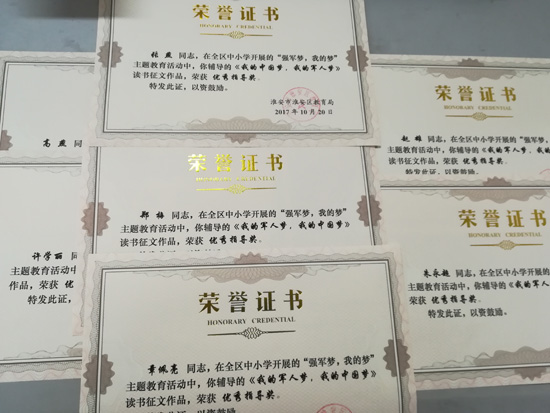 荣誉证书
HONORARY CREDENTIAL
张燕 同志，在全区中小学开展的“强军梦，我的梦”
主题教育活动中，你辅导的《我的中国梦，我的军人梦》
读书征文作品，荣获 优秀指导奖。
特发此证，以资鼓励。
淮安市淮安区教育局
2017年10月20日
高燕 同
荣誉证书
HONORARY CREDENTIAL
赵 同志，在全区中小学开展的“强
主题教育活动中，你辅导的《我的军人梦，我
读书征文作品，荣获 优秀指导奖。
特发此证，以资鼓励。
荣誉证书
郑梅 同志，在全区中小学开展的“强军梦，我的梦”
主题教育活动中，你辅导的《我的军人梦，我的中国梦》
读书征文作品，荣获 优秀指导奖。
许学丽 同
主题教育活动中
作品，荣获 优
特发此证，
荣誉证书
HONORARY CREDENTIAL
朱永超 同志，在全区中小学开
主题教育活动中，你辅导的《我的军
读书征文作品，荣获 优秀指导奖。
特发此证，以资鼓励。
荣誉证书
HONORARY CREDENTIAL
章佩亮 同志，在全区中小学开展的“强军梦，我的梦”
主题教育活动中，你辅导的《我的军人梦，我的中国梦》
读书征文作品，荣获 优秀指导奖。
特发此证，以资鼓励。